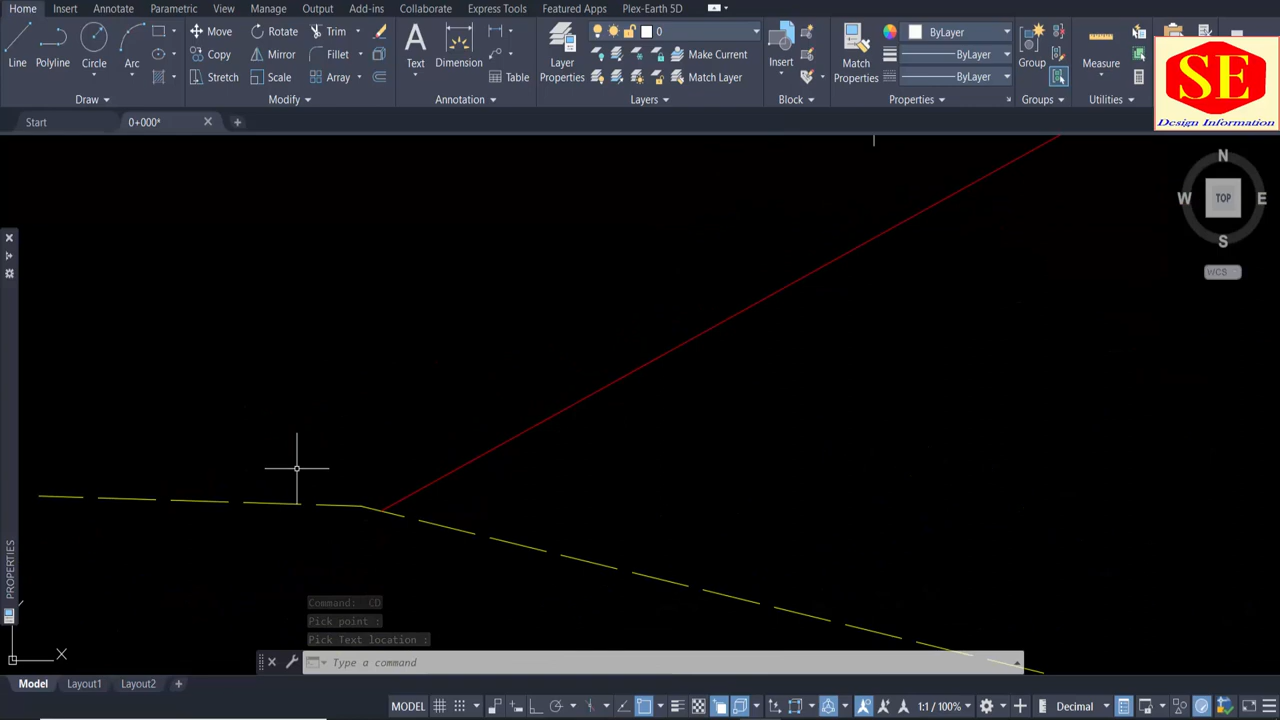 Home Insert Annotate Parametric View Manage Output Add-ins Collaborate Express Tools Featured Apps Plex-Earth 5D
Line Polyline Circle Arc
Move Rotate Trim
Copy Mirror Fillet
Stretch Scale Array
Text Dimension Table
Layer Properties
0
Make Current
Match Layer
Insert
Match Properties
ByLayer
ByLayer
ByLayer
Group
Measure
Draw Modify Annotation Layers Block Properties Groups Utilities
SE
Design Information
Start 0+000*
N
W TOP E
S
WCS
PROPERTIES
Command: CD
Pick point :
Pick Text location :
Type a command
X
Model Layout1 Layout2
MODEL 1:1 / 100% Decimal